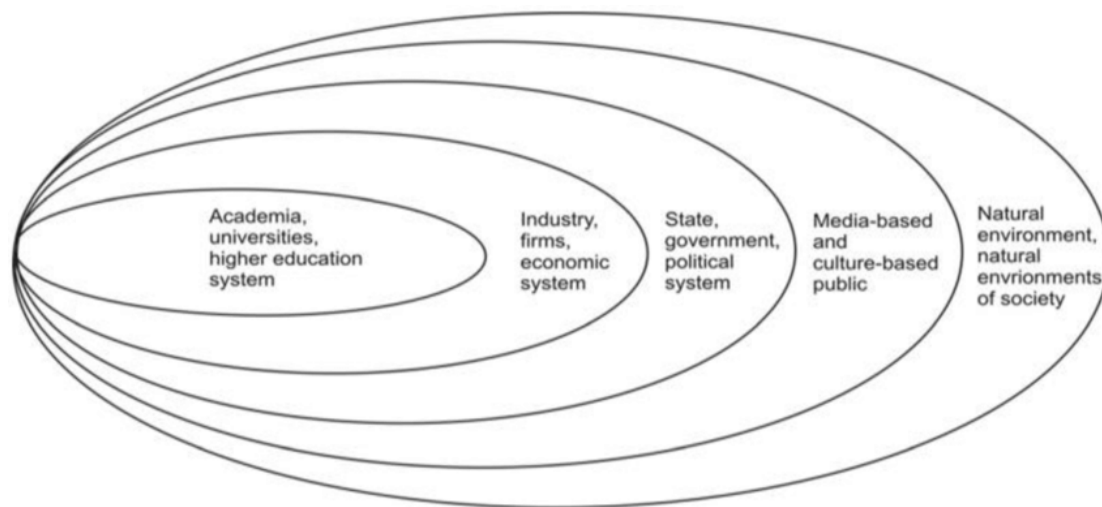 Academia,
universities,
higher education
system
Industry,
firms,
economic
system
State,
government,
political
system
Media-based
and
culture-based
public
Natural
environment,
natural
envrionments
of society